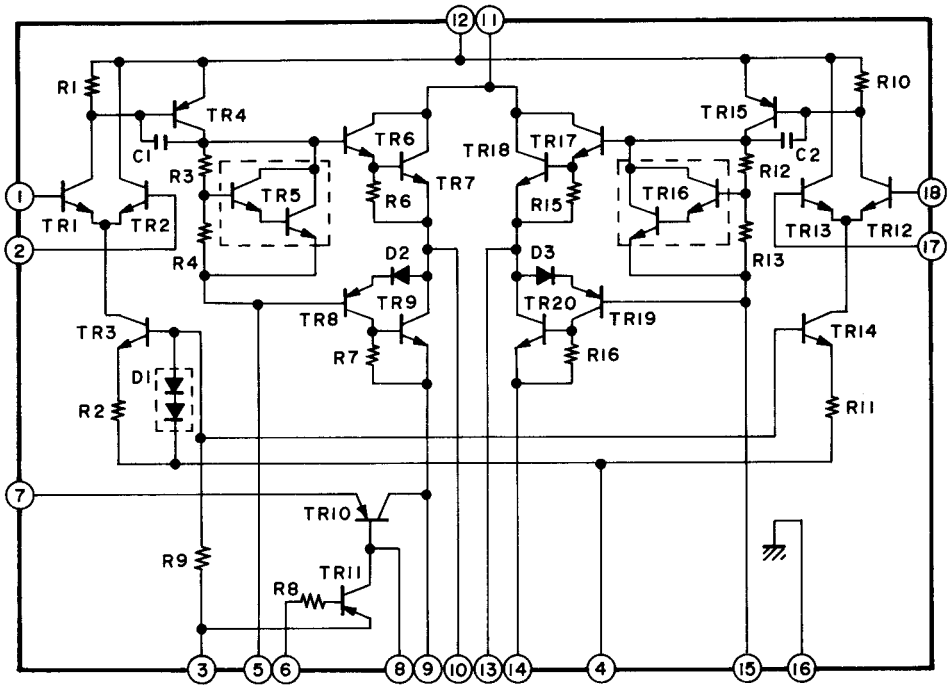 12 11
R1 R10
TR4 TR15
TR6 TR17
C1 TR18 C2
R3 TR7 R12
TR5 R6 R15 TR16
1 18
TR1 TR2 TR13 TR12
2 17
R4 R13
D2 D3
TR9 TR20
TR8 TR19
TR3 TR14
R7 R16
D1
R2 R11
7
TR10
R9 TR11
R8
3 5 6 8 9 10 13 14 4 15 16